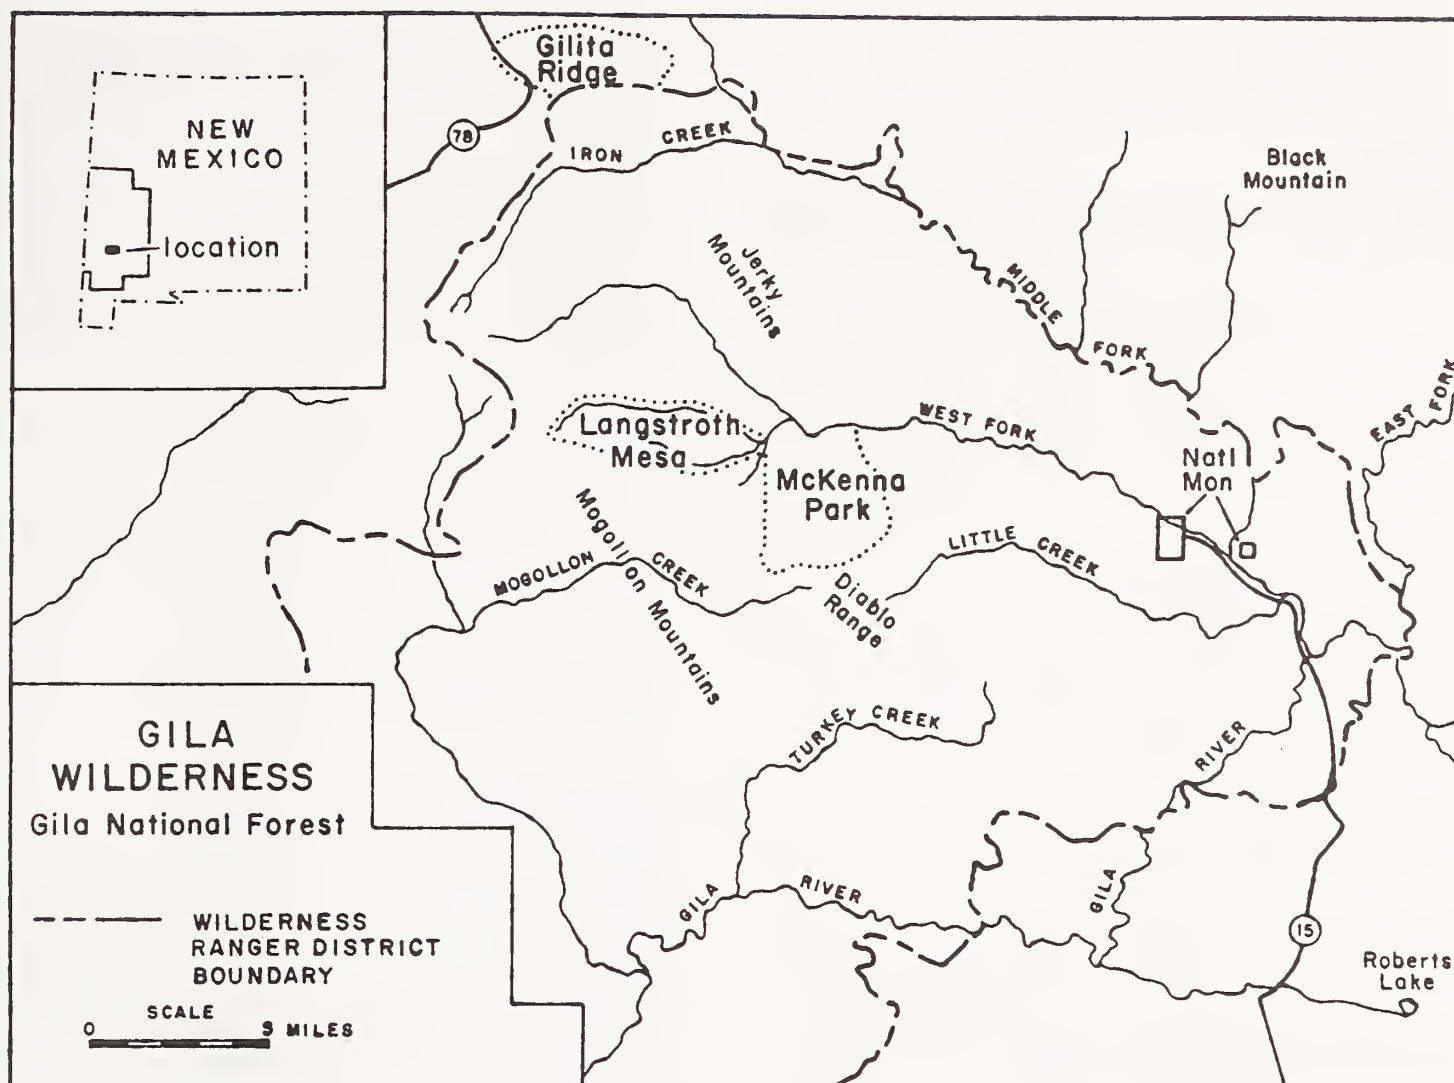 Gilita
Ridge
NEW
MEXICO
location
78
IRON CREEK
Black
Mountain
Jerky
Mountains
MIDDLE FORK
EAST FORK
WEST FORK
Langstroth
Mesa
McKenna
Park
Natl
Mon
Mogollon Mountains
MOGOLLON CREEK
LITTLE CREEK
Diablo
Range
TURKEY CREEK
RIVER
GILA
GILA RIVER
15
Roberts
Lake
GILA
WILDERNESS
Gila National Forest
WILDERNESS
RANGER DISTRICT
BOUNDARY
SCALE
0 MILES